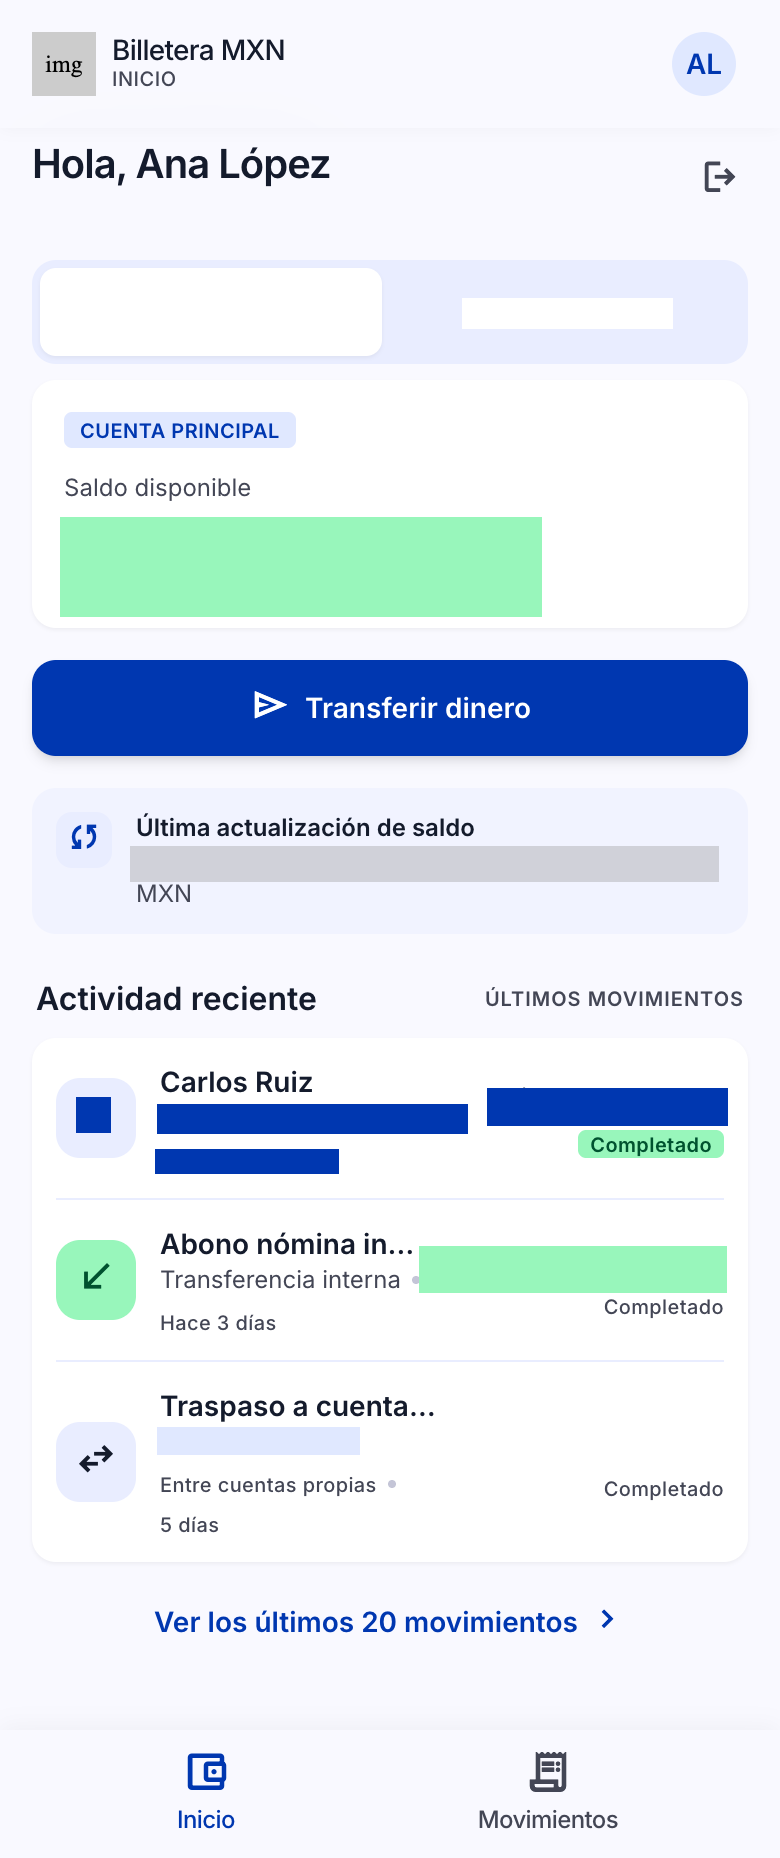 img
Billetera MXN
INICIO
AL
Hola, Ana López
CUENTA PRINCIPAL
Saldo disponible
Transferir dinero
Última actualización de saldo
MXN
Actividad reciente
ÚLTIMOS MOVIMIENTOS
Carlos Ruiz
Completado
Abono nómina in...
Transferencia interna •
Hace 3 días
Completado
Traspaso a cuenta...
Entre cuentas propias •
5 días
Completado
Ver los últimos 20 movimientos
Inicio
Movimientos